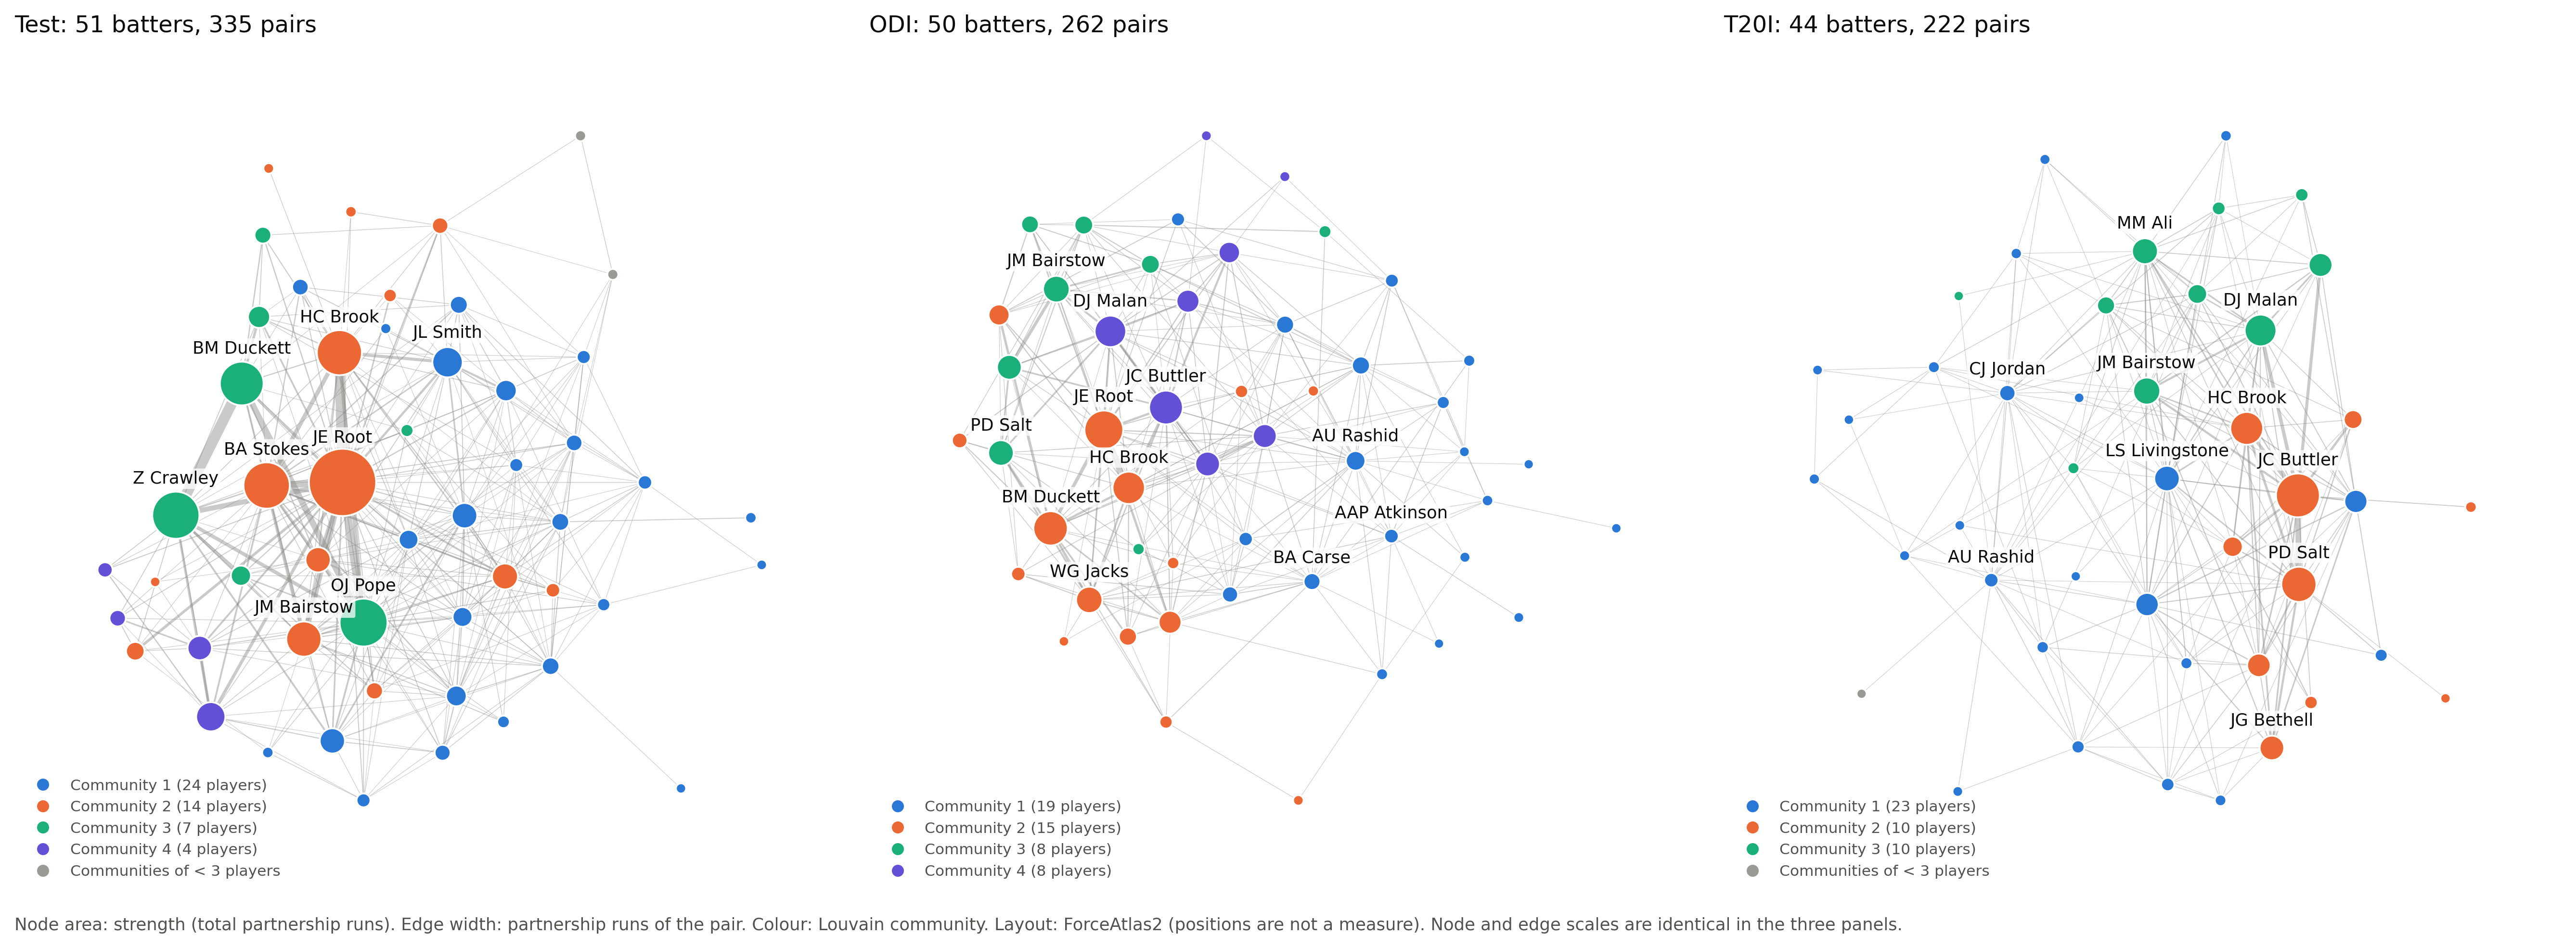 Test: 51 batters, 335 pairs
HC Brook
JL Smith
BM Duckett
JE Root
BA Stokes
Z Crawley
OJ Pope
JM Bairstow
Community 1 (24 players)
Community 2 (14 players)
Community 3 (7 players)
Community 4 (4 players)
Communities of < 3 players
ODI: 50 batters, 262 pairs
JM Bairstow
DJ Malan
JC Buttler
JE Root
PD Salt
AU Rashid
HC Brook
BM Duckett
AAP Atkinson
BA Carse
WG Jacks
Community 1 (19 players)
Community 2 (15 players)
Community 3 (8 players)
Community 4 (8 players)
T20I: 44 batters, 222 pairs
MM Ali
DJ Malan
JM Bairstow
CJ Jordan
HC Brook
LS Livingstone
JC Buttler
PD Salt
AU Rashid
JG Bethell
Community 1 (23 players)
Community 2 (10 players)
Community 3 (10 players)
Communities of < 3 players
Node area: strength (total partnership runs). Edge width: partnership runs of the pair. Colour: Louvain community. Layout: ForceAtlas2 (positions are not a measure). Node and edge scales are identical in the three panels.